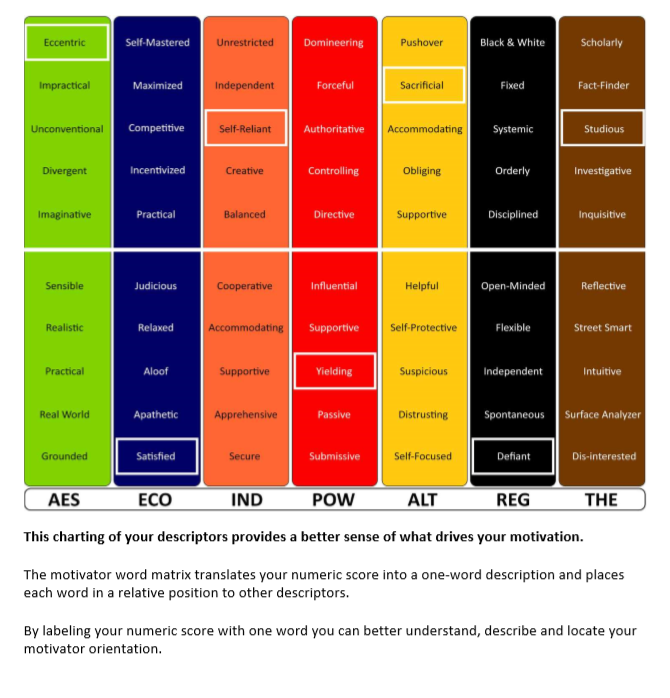 Eccentric Self-Mastered Unrestricted Domineering Pushover Black & White Scholarly
Impractical Maximized Independent Forceful Sacrificial Fixed Fact-Finder
Unconventional Competitive Self-Reliant Authoritative Accommodating Systemic Studious
Divergent Incentivized Creative Controlling Obliging Orderly Investigative
Imaginative Practical Balanced Directive Supportive Disciplined Inquisitive
Sensible Judicious Cooperative Influential Helpful Open-Minded Reflective
Realistic Relaxed Accommodating Supportive Self-Protective Flexible Street Smart
Practical Aloof Supportive Yielding Suspicious Independent Intuitive
Real World Apathetic Apprehensive Passive Distrusting Spontaneous Surface Analyzer
Grounded Satisfied Secure Submissive Self-Focused Defiant Dis-interested
AES ECO IND POW ALT REG THE
This charting of your descriptors provides a better sense of what drives your motivation.
The motivator word matrix translates your numeric score into a one-word description and places
each word in a relative position to other descriptors.
By labeling your numeric score with one word you can better understand, describe and locate your
motivator orientation.